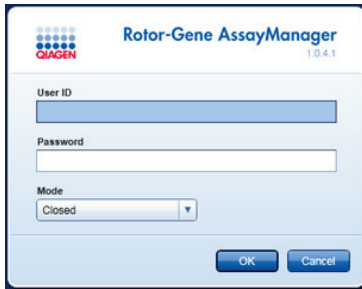 QIAGEN
Rotor-Gene AssayManager
1.0.4.1
User ID
Password
Mode
Closed
OK Cancel